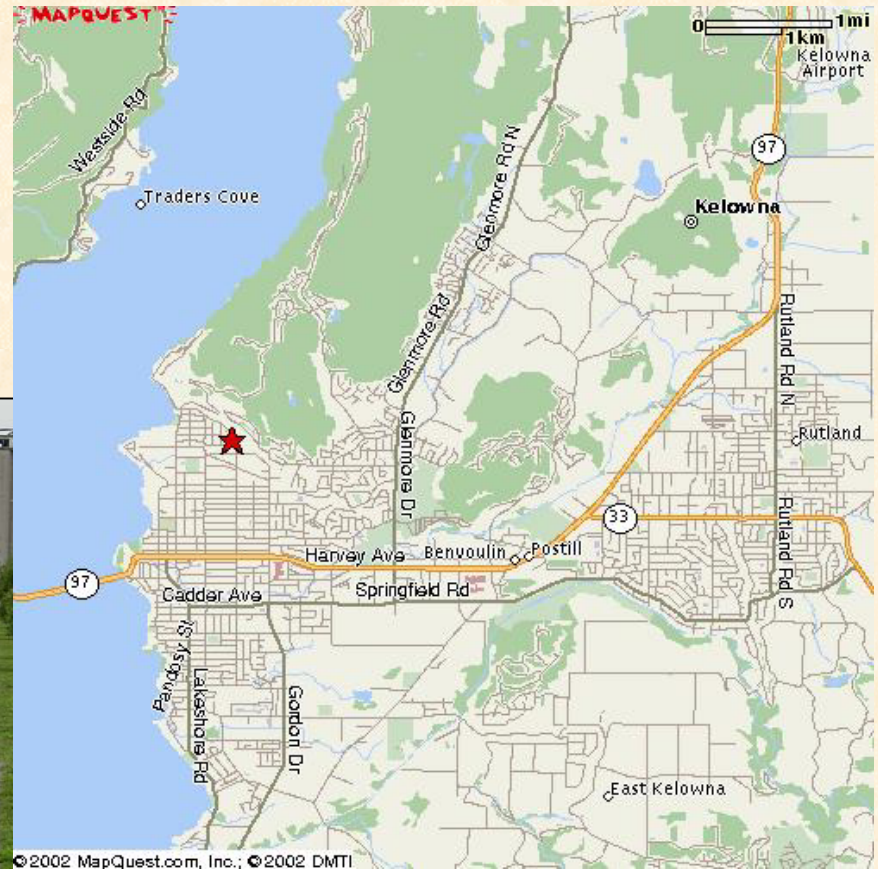 MAPQUEST
0 1mi
1km
Kelowna
Airport
Westside Rd
97
Glenmore Rd N
Traders Cove
Kelowna
Glenmore Rd
Rutland Rd N
Glenmore Dr
Rutland
33
Rutland Rd S
Harvey Ave
Benvoulin
Postill
97
Cadder Ave
Springfield Rd
Pandosy St
Lakeshore Rd
Gordon Dr
East Kelowna
©2002 MapQuest.com, Inc.; ©2002 DMTI